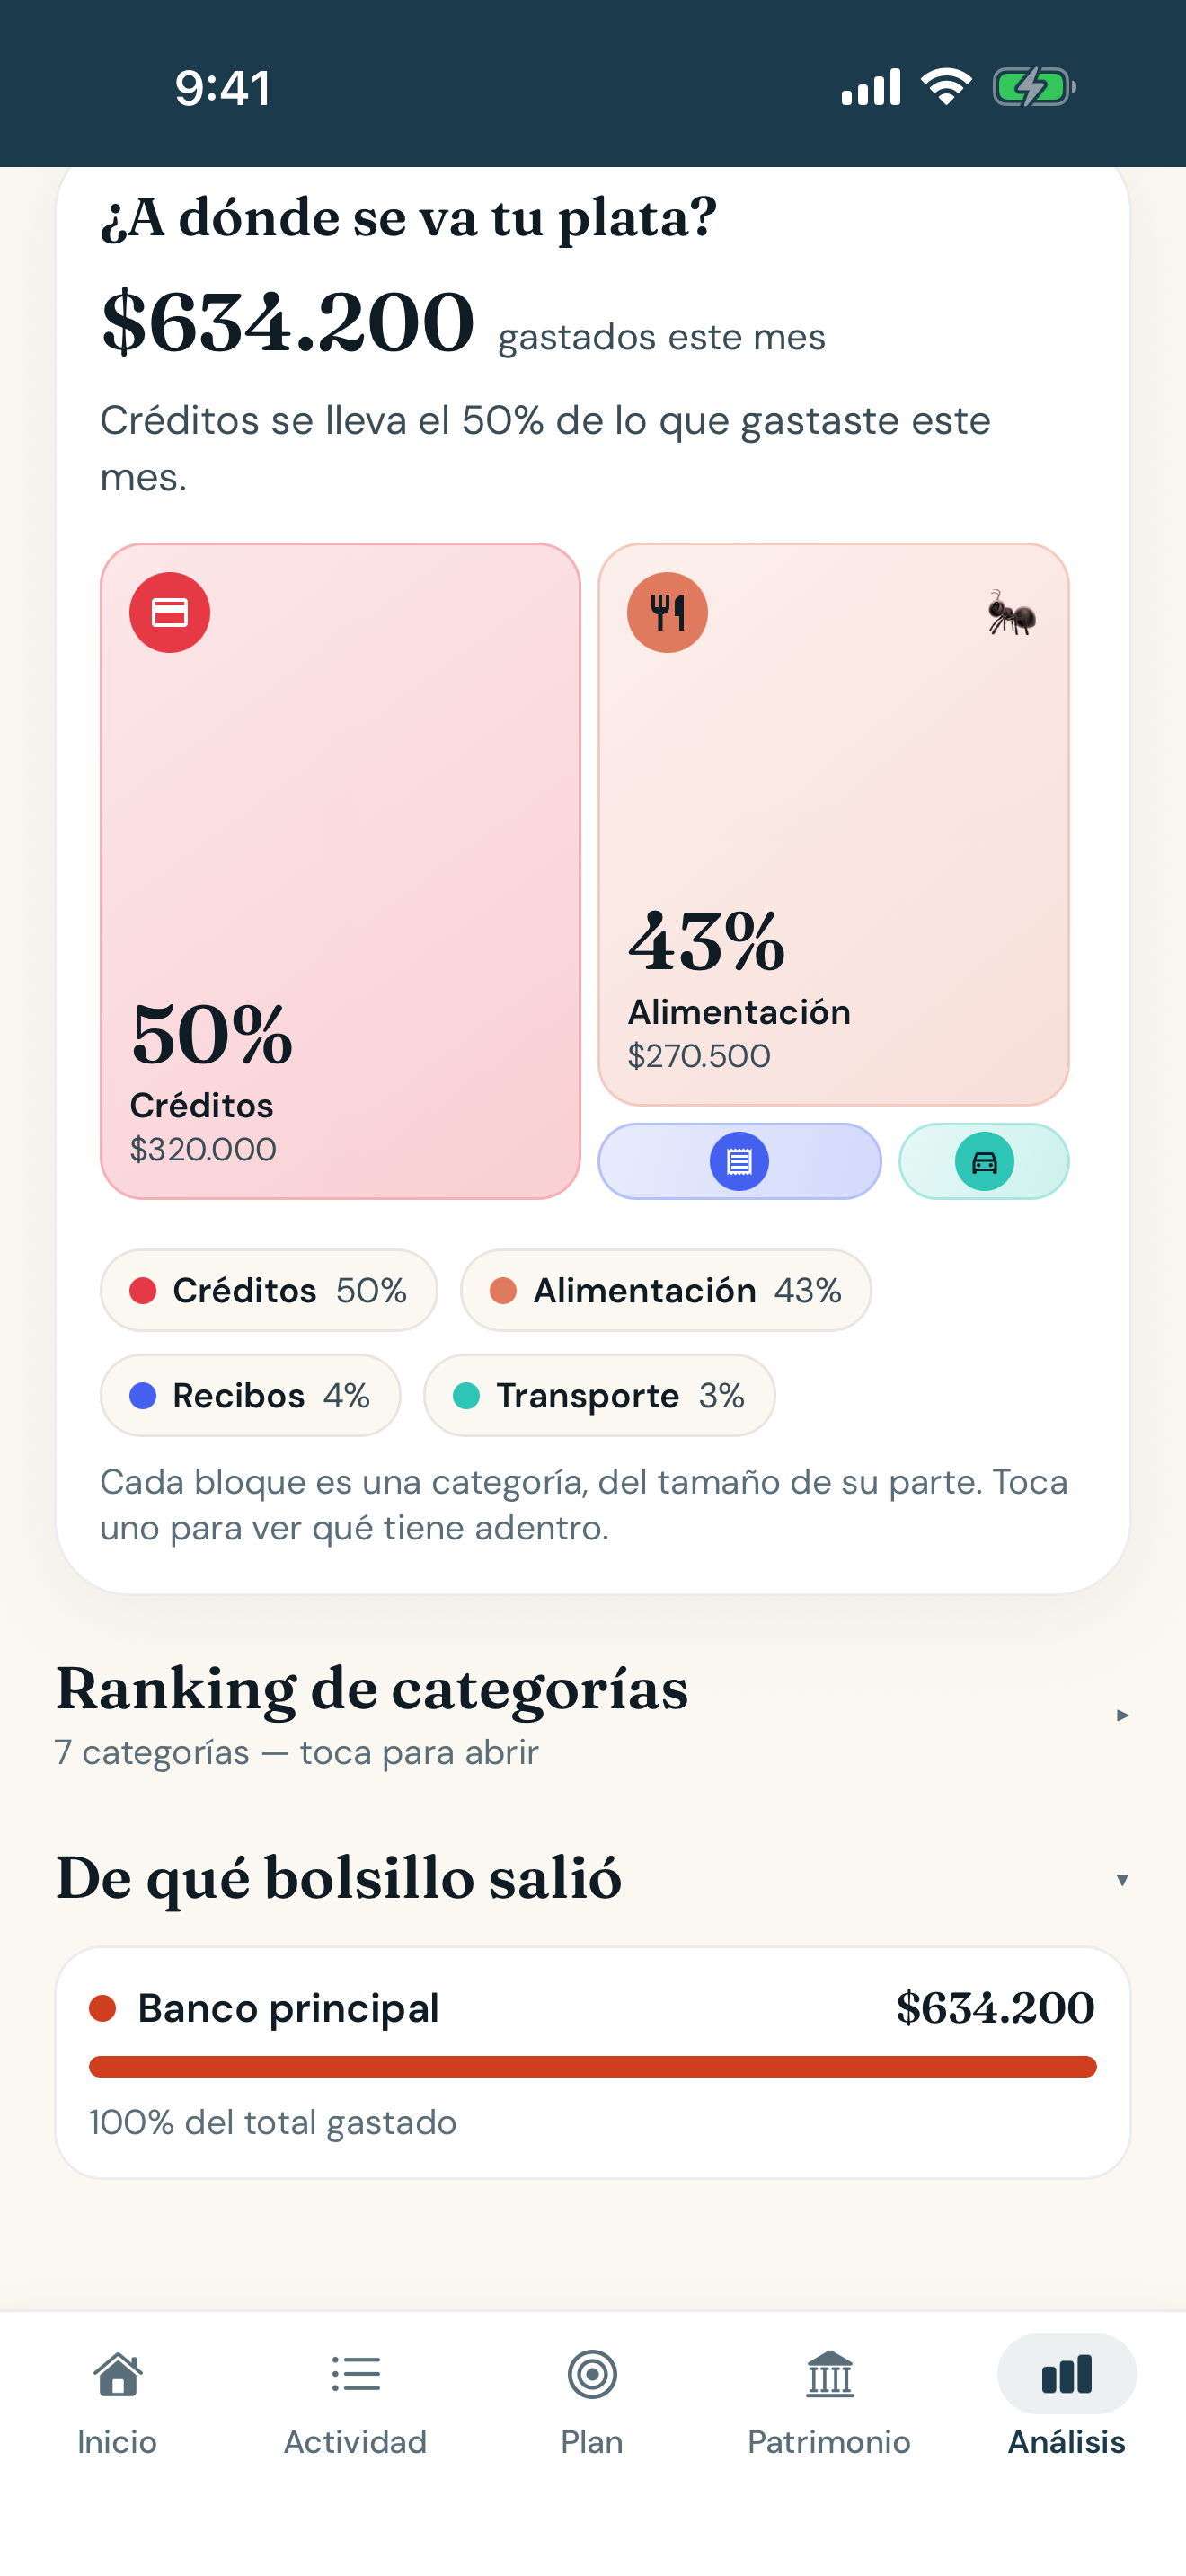 9:41
¿A dónde se va tu plata?
$634.200 gastados este mes
Créditos se lleva el 50% de lo que gastaste este
mes.
50%
Créditos
$320.000
43%
Alimentación
$270.500
Créditos 50%
Alimentación 43%
Recibos 4%
Transporte 3%
Cada bloque es una categoría, del tamaño de su parte. Toca
uno para ver qué tiene adentro.
Ranking de categorías
7 categorías — toca para abrir
De qué bolsillo salió
Banco principal $634.200
100% del total gastado
Inicio
Actividad
Plan
Patrimonio
Análisis